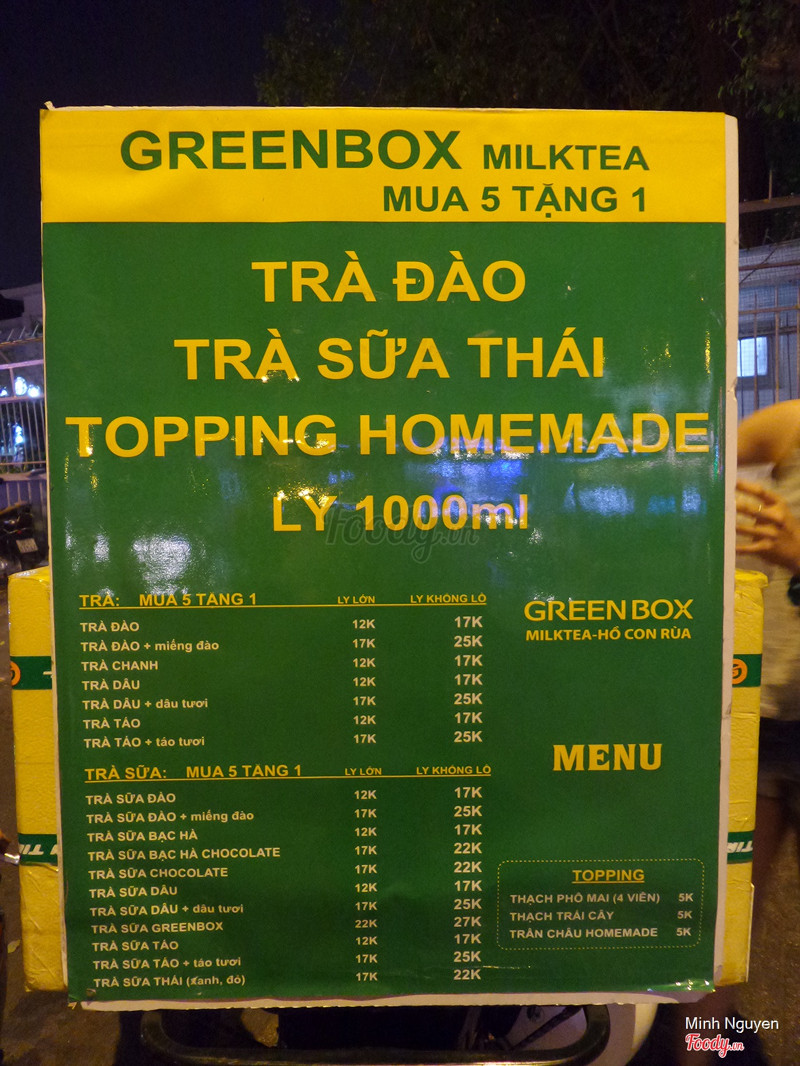 GREENBOX MILKTEA
MUA 5 TẶNG 1
TRÀ ĐÀO
TRÀ SỮA THÁI
TOPPING HOMEMADE
LY 1000ml
Foody.vn
TRÀ: MUA 5 TẶNG 1 LY LỚN LY KHỔNG LỒ
TRÀ ĐÀO 12K 17K
TRÀ ĐÀO + miếng đào 17K 25K
TRÀ CHANH 12K 17K
TRÀ DÂU 12K 17K
TRÀ DÂU + dâu tươi 17K 25K
TRÀ TÁO 12K 17K
TRÀ TÁO + táo tươi 17K 25K
TRÀ SỮA: MUA 5 TẶNG 1 LY LỚN LY KHỔNG LỒ
TRÀ SỮA ĐÀO 12K 17K
TRÀ SỮA ĐÀO + miếng đào 17K 25K
TRÀ SỮA BẠC HÀ 12K 17K
TRÀ SỮA BẠC HÀ CHOCOLATE 17K 22K
TRÀ SỮA CHOCOLATE 17K 22K
TRÀ SỮA DÂU 12K 17K
TRÀ SỮA DÂU + dâu tươi 17K 25K
TRÀ SỮA GREENBOX 22K 27K
TRÀ SỮA TÁO 12K 17K
TRÀ SỮA TÁO + táo tươi 17K 25K
TRÀ SỮA THÁI (xanh, đỏ) 17K 22K
GREEN BOX
MILKTEA-HỒ CON RÙA
MENU
TOPPING
THẠCH PHÔ MAI (4 VIÊN) 5K
THẠCH TRÁI CÂY 5K
TRÂN CHÂU HOMEMADE 5K
Minh Nguyen
Foody.vn